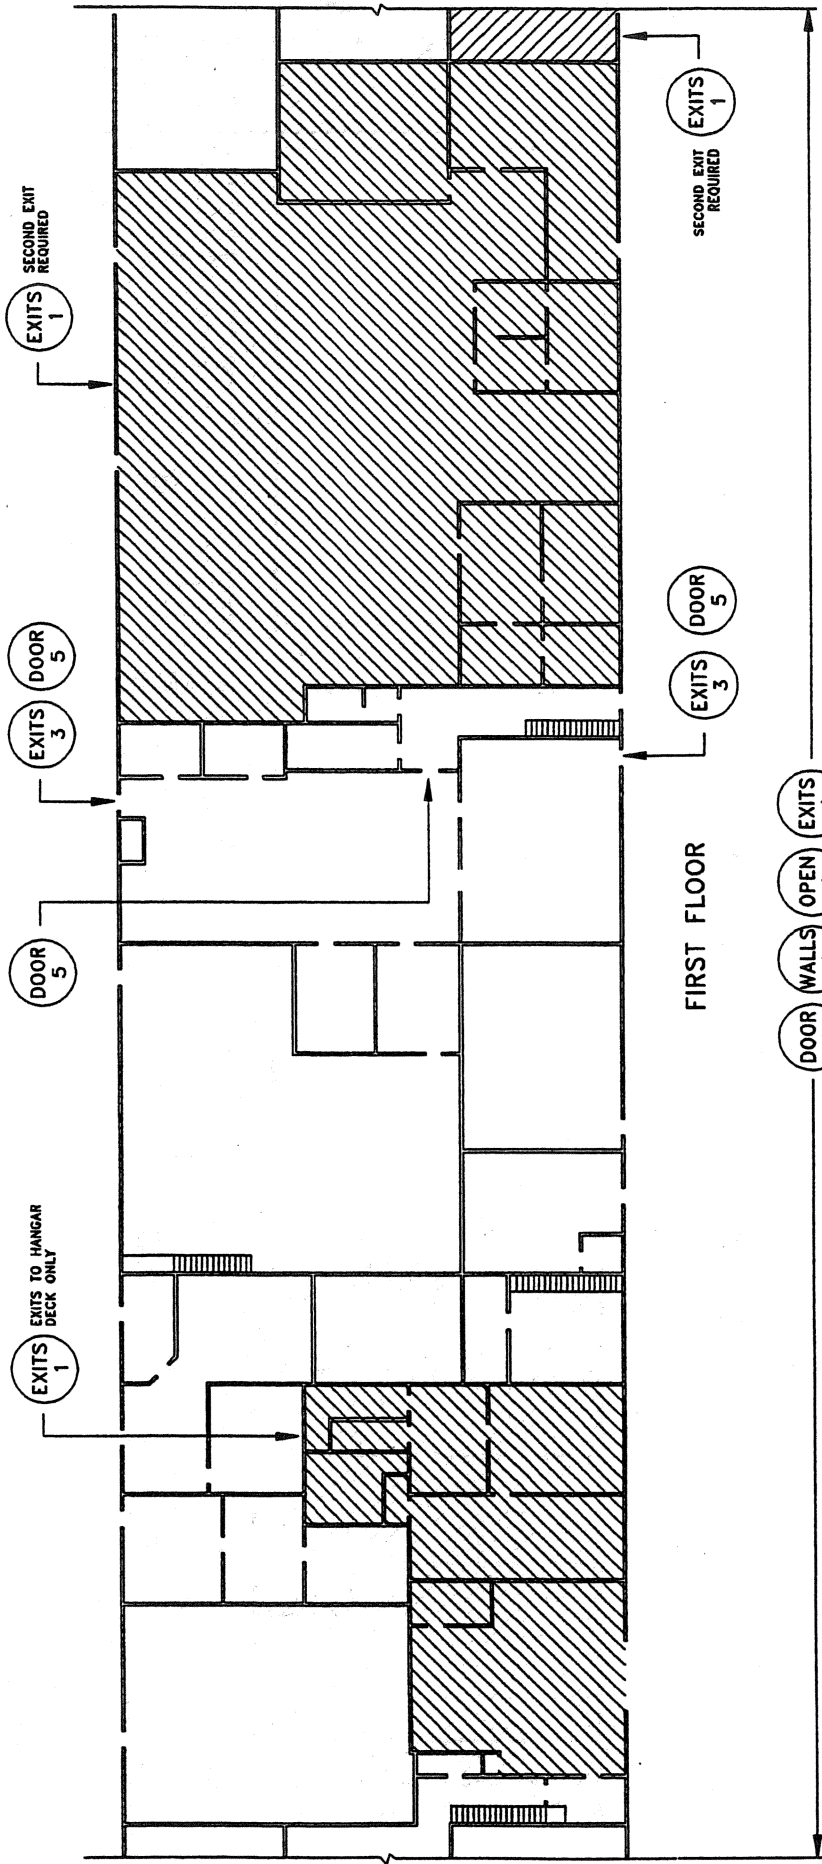 EXITS
1
EXITS TO HANGAR
DECK ONLY
DOOR
5
EXITS
3
DOOR
5
EXITS
1
SECOND EXIT
REQUIRED
EXITS
3
DOOR
5
EXITS
1
SECOND EXIT
REQUIRED
FIRST FLOOR
DOOR
WALLS
OPEN
EXITS